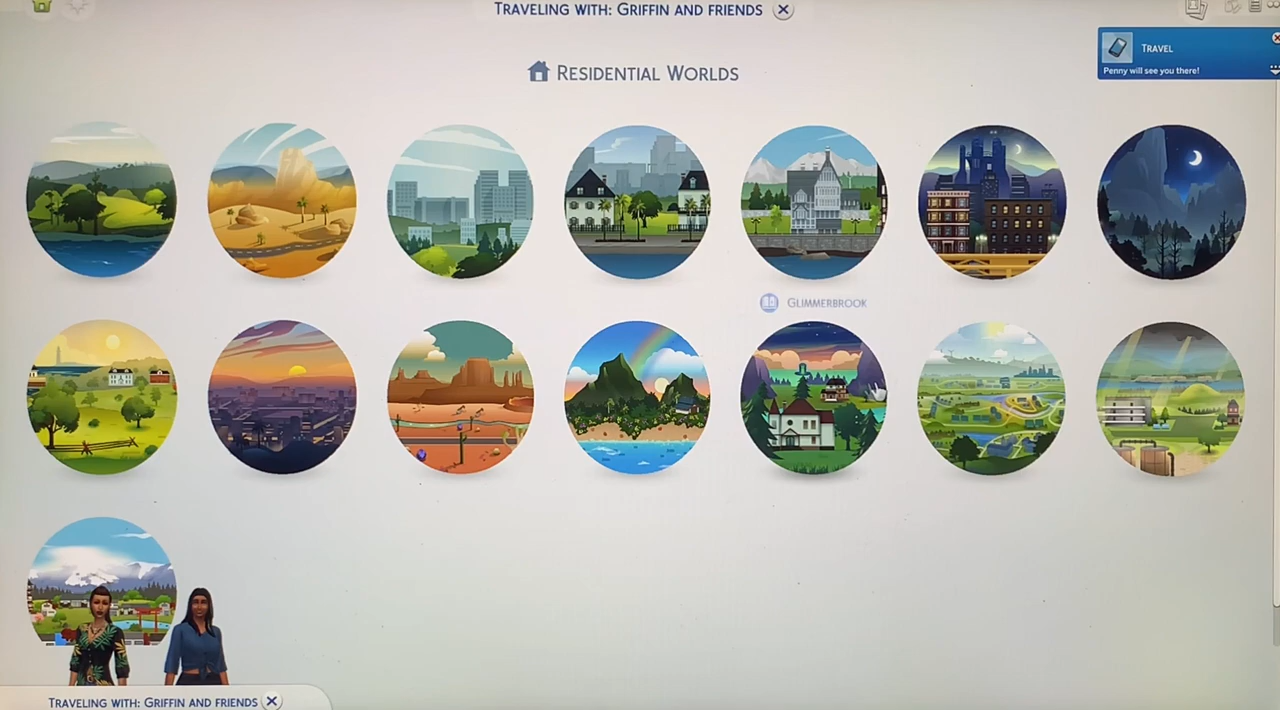 TRAVELING WITH: GRIFFIN AND FRIENDS
TRAVEL
Penny will see you there!
RESIDENTIAL WORLDS
GLIMMERBROOK
TRAVELING WITH: GRIFFIN AND FRIENDS